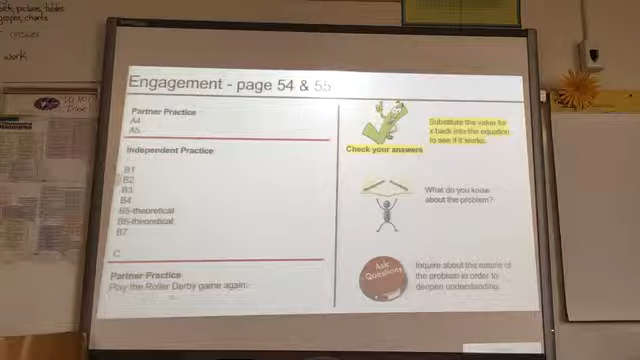 work
Engagement - page 54 & 55
Partner Practice
A4
A5
Independent Practice
B1
B2
B3
B4
B5-theoretical
B6-theoretical
B7
C
Partner Practice
Play the Roller Derby game again.
Check your answers
Substitute the value for
x back into the equation
to see if it works.
What do you know
about the problem?
Ask
Questions
Inquire about the nature of
the problem in order to
deepen understanding.